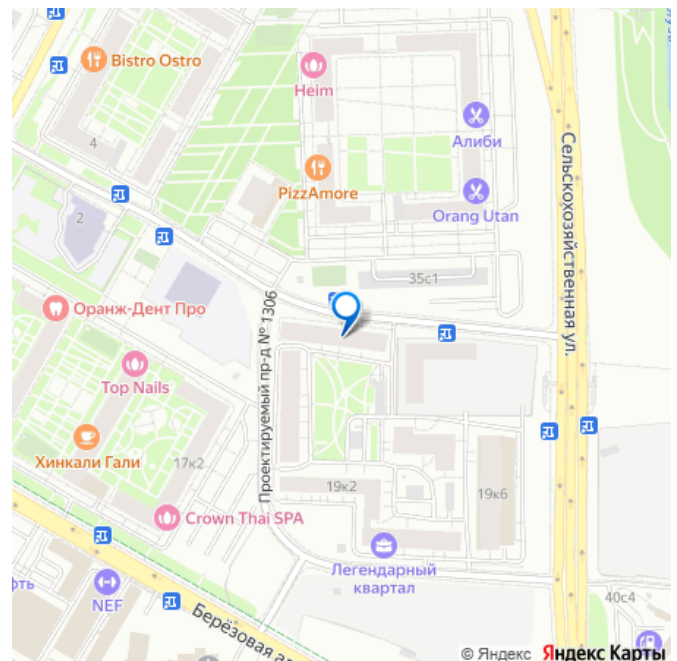 Bistro Ostro
Heim
4
Алиби
PizzAmore
Orang Utan
Сельскохозяйственная ул.
2
35с1
Оранж-Дент Про
Проектируемый пр-д № 1306
Top Nails
Хинкали Гали
17к2
19к2
19к6
Crown Thai SPA
Легендарный
квартал
NEF
Берёзовая
40с4
© Яндекс Яндекс Карты